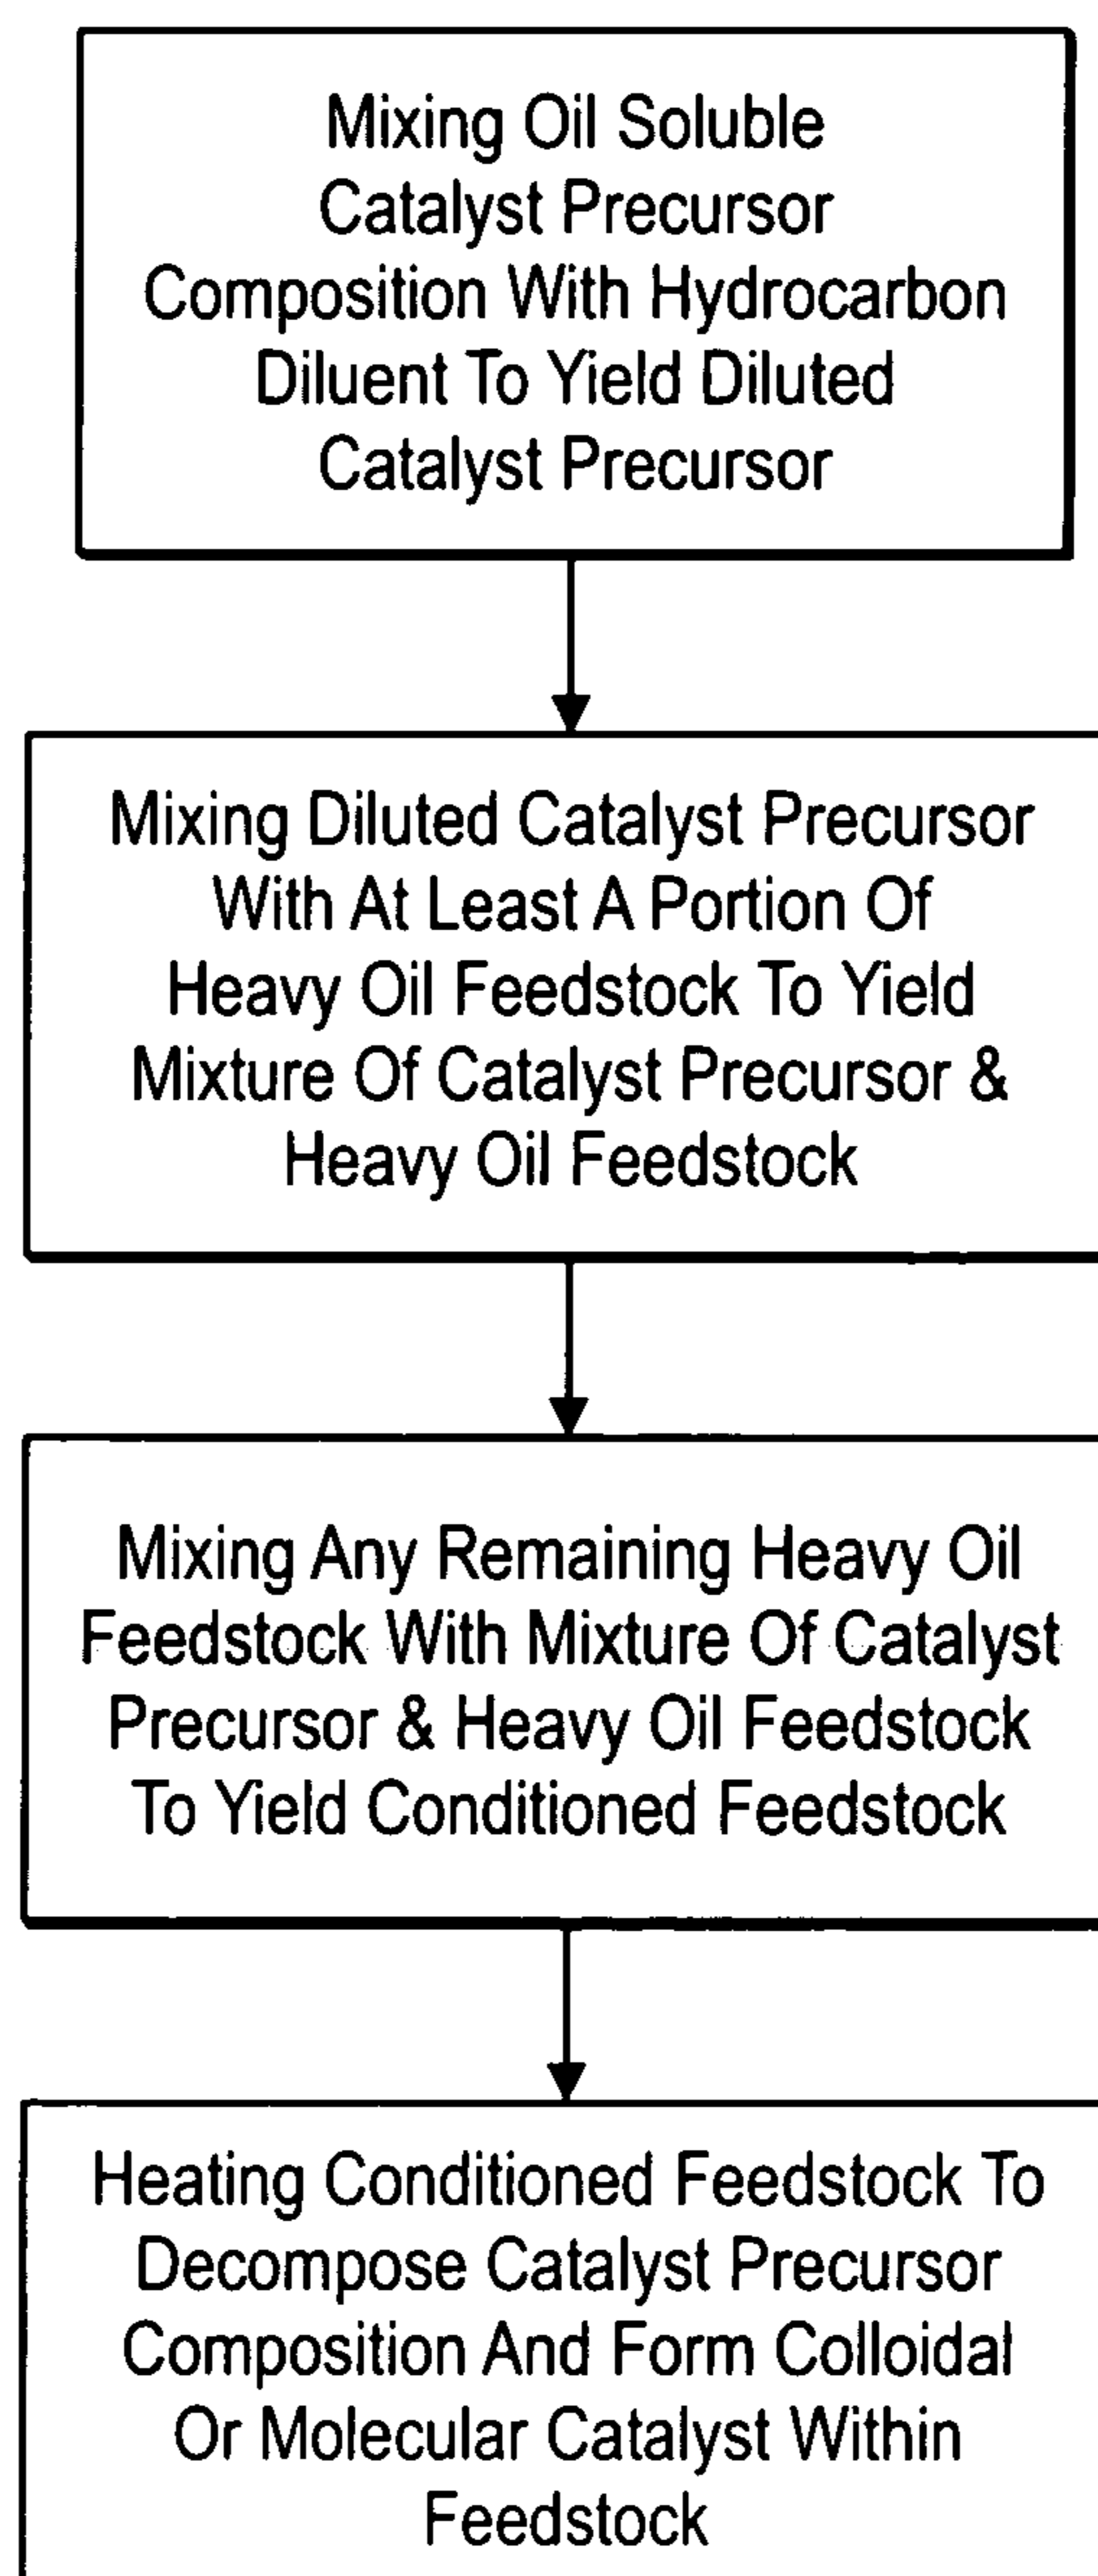 Mixing Oil Soluble
Catalyst Precursor
Composition With Hydrocarbon
Diluent To Yield Diluted
Catalyst Precursor
Mixing Diluted Catalyst Precursor
With At Least A Portion Of
Heavy Oil Feedstock To Yield
Mixture Of Catalyst Precursor &
Heavy Oil Feedstock
Mixing Any Remaining Heavy Oil
Feedstock With Mixture Of Catalyst
Precursor & Heavy Oil Feedstock
To Yield Conditioned Feedstock
Heating Conditioned Feedstock To
Decompose Catalyst Precursor
Composition And Form Colloidal
Or Molecular Catalyst Within
Feedstock